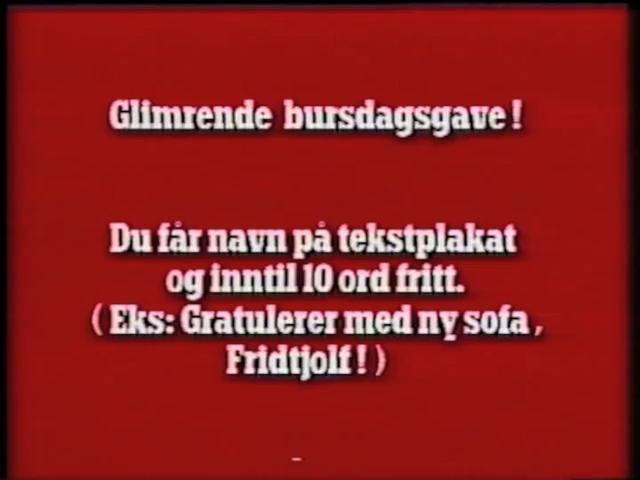 Glimrende bursdagsgave!
Du får navn på tekstplakat
og inntil 10 ord fritt.
(Eks: Gratulerer med ny sofa,
Fridtjolf!)